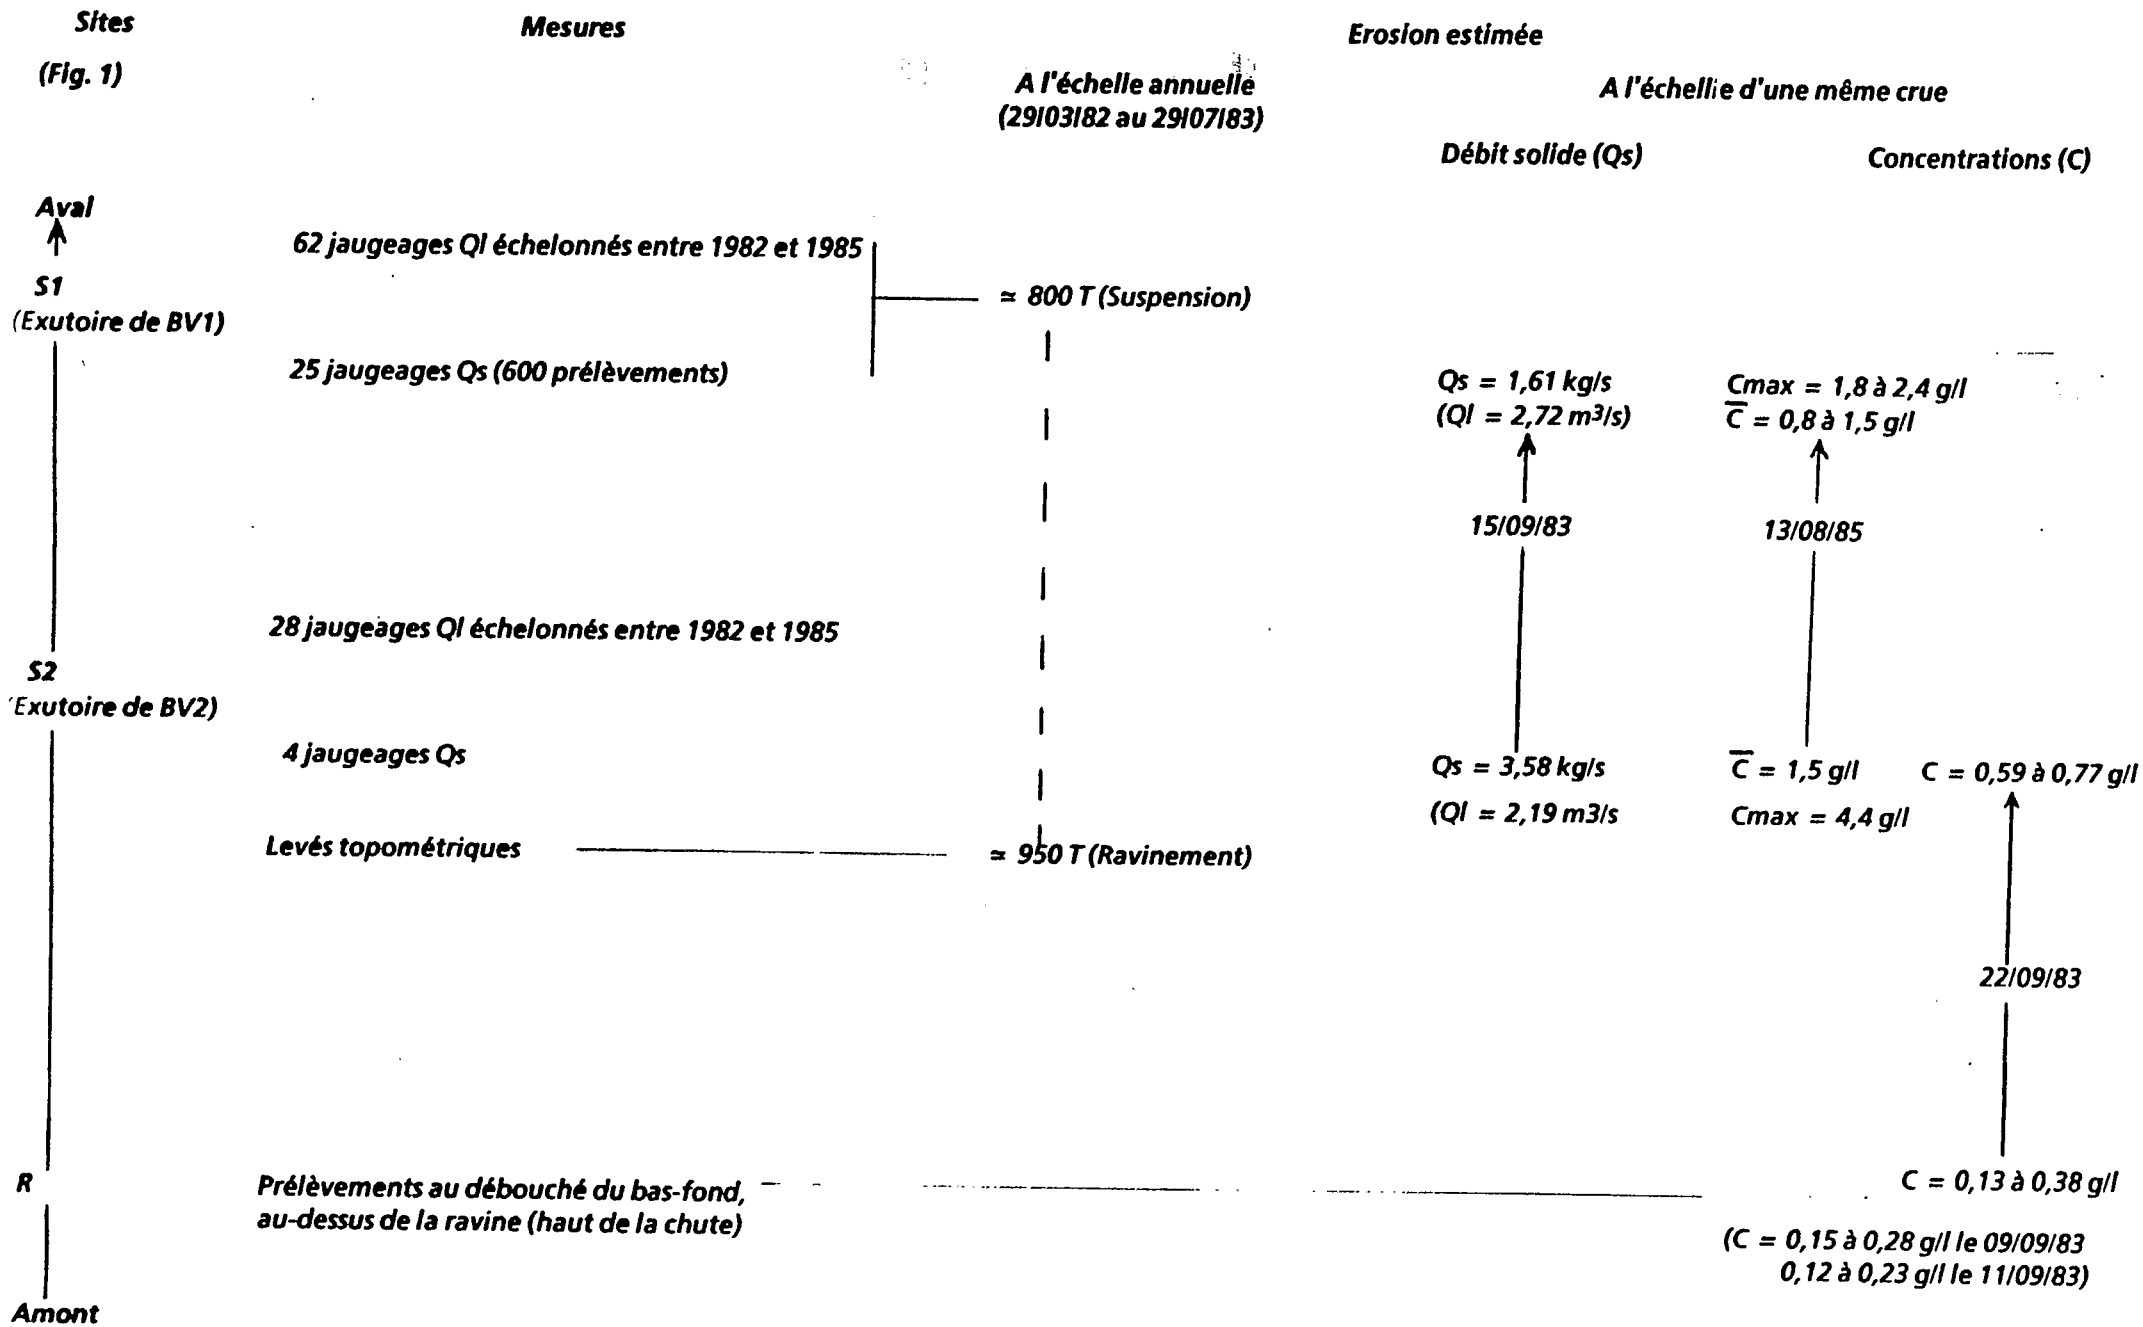 Sites
(Fig. 1)
Mesures
Erosion estimée
A l'échelle annuelle
(29/03/82 au 29/07/83)
A l'échellie d'une même crue
Débit solide (Qs)
Concentrations (C)
Aval
S1
(Exutoire de BV1)
62 jaugeages Ql échelonnés entre 1982 et 1985
≃ 800 T (Suspension)
25 jaugeages Qs (600 prélèvements)
Qs = 1,61 kg/s
(Ql = 2,72 m3/s)
Cmax = 1,8 à 2,4 g/l
C̅ = 0,8 à 1,5 g/l
15/09/83
13/08/85
28 jaugeages Ql échelonnés entre 1982 et 1985
S2
(Exutoire de BV2)
4 jaugeages Qs
Qs = 3,58 kg/s
(Ql = 2,19 m3/s
C̅ = 1,5 g/l
Cmax = 4,4 g/l
C = 0,59 à 0,77 g/l
Levés topométriques
≃ 950 T (Ravinement)
22/09/83
R
Prélèvements au débouché du bas-fond,
au-dessus de la ravine (haut de la chute)
C = 0,13 à 0,38 g/l
(C = 0,15 à 0,28 g/l le 09/09/83
0,12 à 0,23 g/l le 11/09/83)
Amont